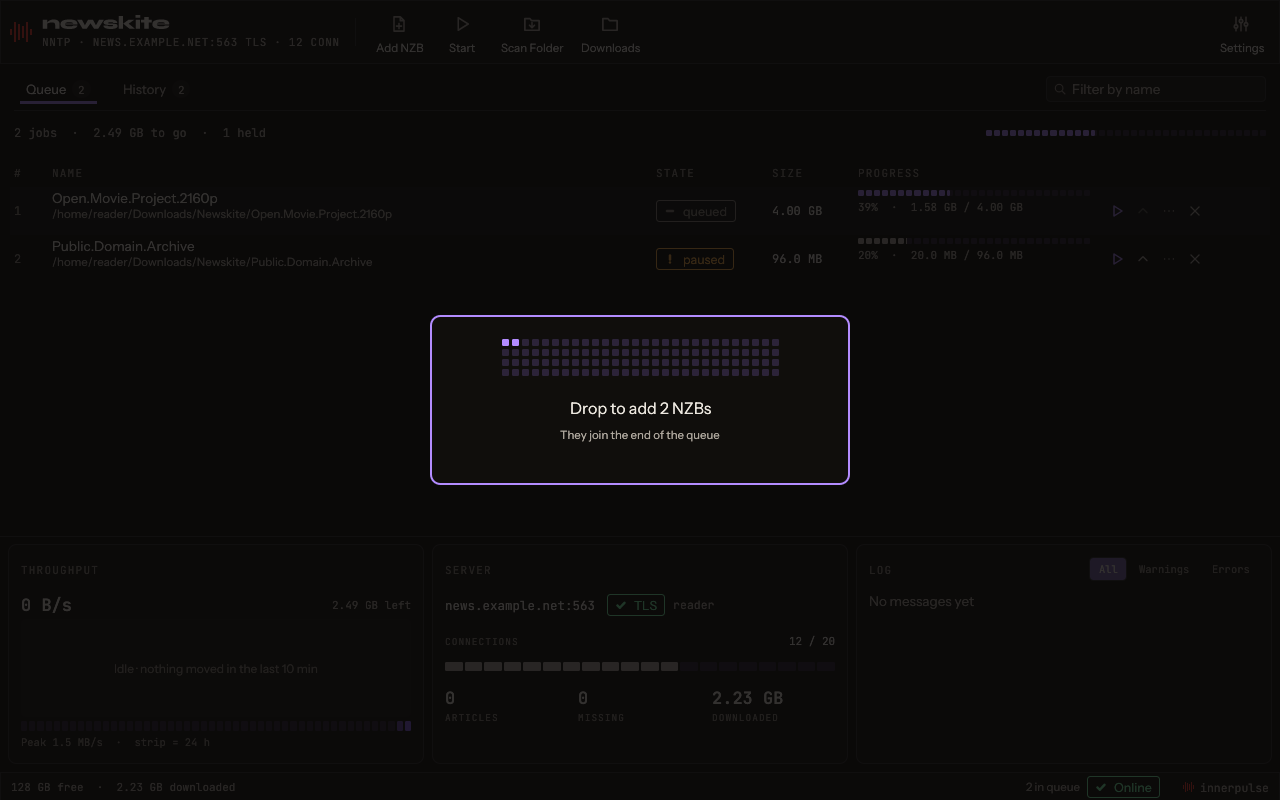 newskite
NNTP · NEWS.EXAMPLE.NET:563 TLS · 12 CONN
Add NZB
Start
Scan Folder
Downloads
Settings
Queue 2
History 2
Filter by name
2 jobs · 2.49 GB to go · 1 held
# NAME STATE SIZE PROGRESS
1 Open.Movie.Project.2160p
/home/reader/Downloads/Newskite/Open.Movie.Project.2160p
queued
4.00 GB
39% · 1.58 GB / 4.00 GB
2 Public.Domain.Archive
/home/reader/Downloads/Newskite/Public.Domain.Archive
! paused
96.0 MB
20% · 20.0 MB / 96.0 MB
Drop to add 2 NZBs
They join the end of the queue
THROUGHPUT
0 B/s
2.49 GB left
Idle · nothing moved in the last 10 min
Peak 1.5 MB/s · strip = 24 h
SERVER
news.example.net:563
TLS
reader
CONNECTIONS
12 / 20
0
ARTICLES
0
MISSING
2.23 GB
DOWNLOADED
LOG
All
Warnings
Errors
No messages yet
128 GB free · 2.23 GB downloaded
2 in queue
Online
innerpulse